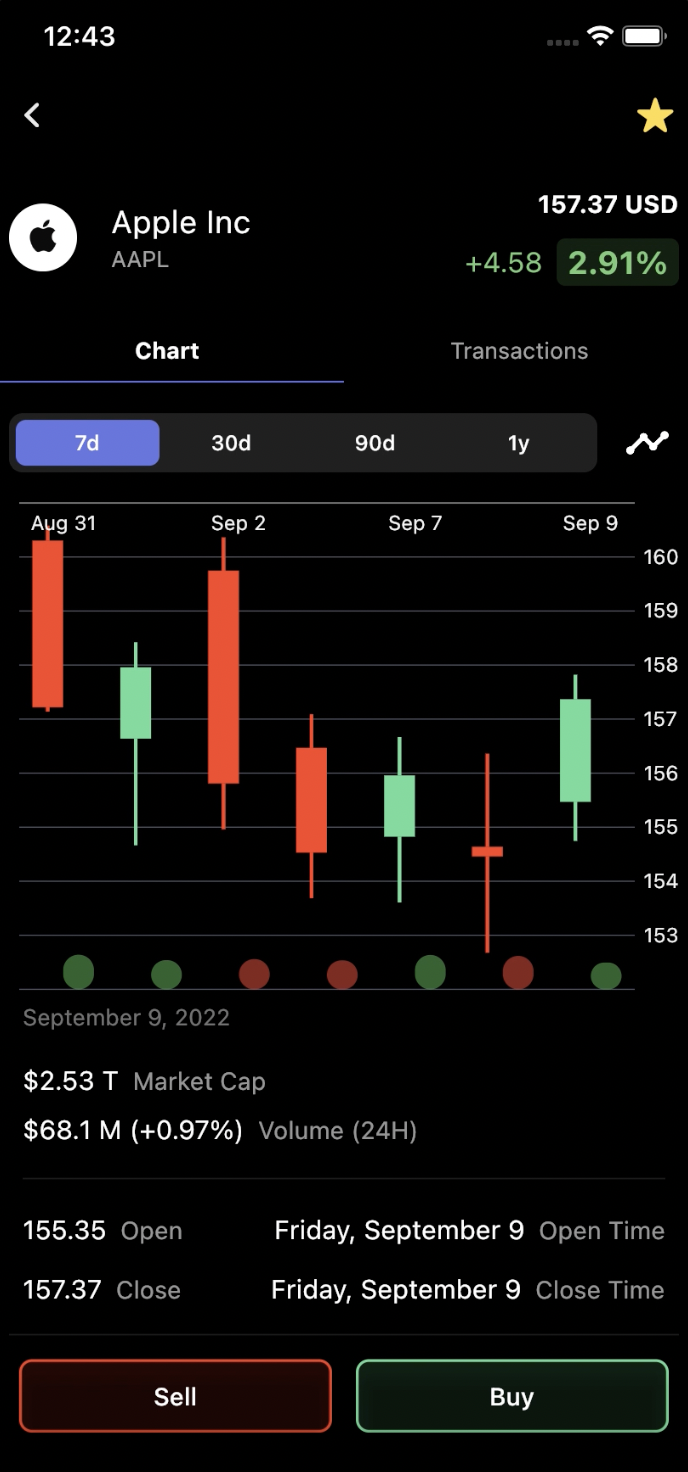 12:43
Apple Inc
AAPL
157.37 USD
+4.58 2.91%
Chart Transactions
7d 30d 90d 1y
Aug 31 Sep 2 Sep 7 Sep 9
160
159
158
157
156
155
154
153
September 9, 2022
$2.53 T Market Cap
$68.1 M (+0.97%) Volume (24H)
155.35 Open Friday, September 9 Open Time
157.37 Close Friday, September 9 Close Time
Sell Buy